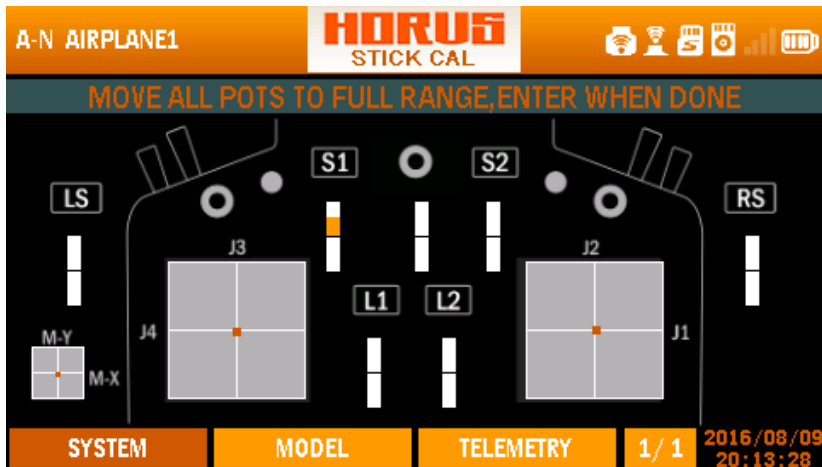 A-N AIRPLANE1
HORUS
STICK CAL
MOVE ALL POTS TO FULL RANGE,ENTER WHEN DONE
S1
S2
LS
RS
J3
J2
L1
L2
J4
J1
M-Y
M-X
SYSTEM
MODEL
TELEMETRY
1/ 1
2016/08/09
20:13:28